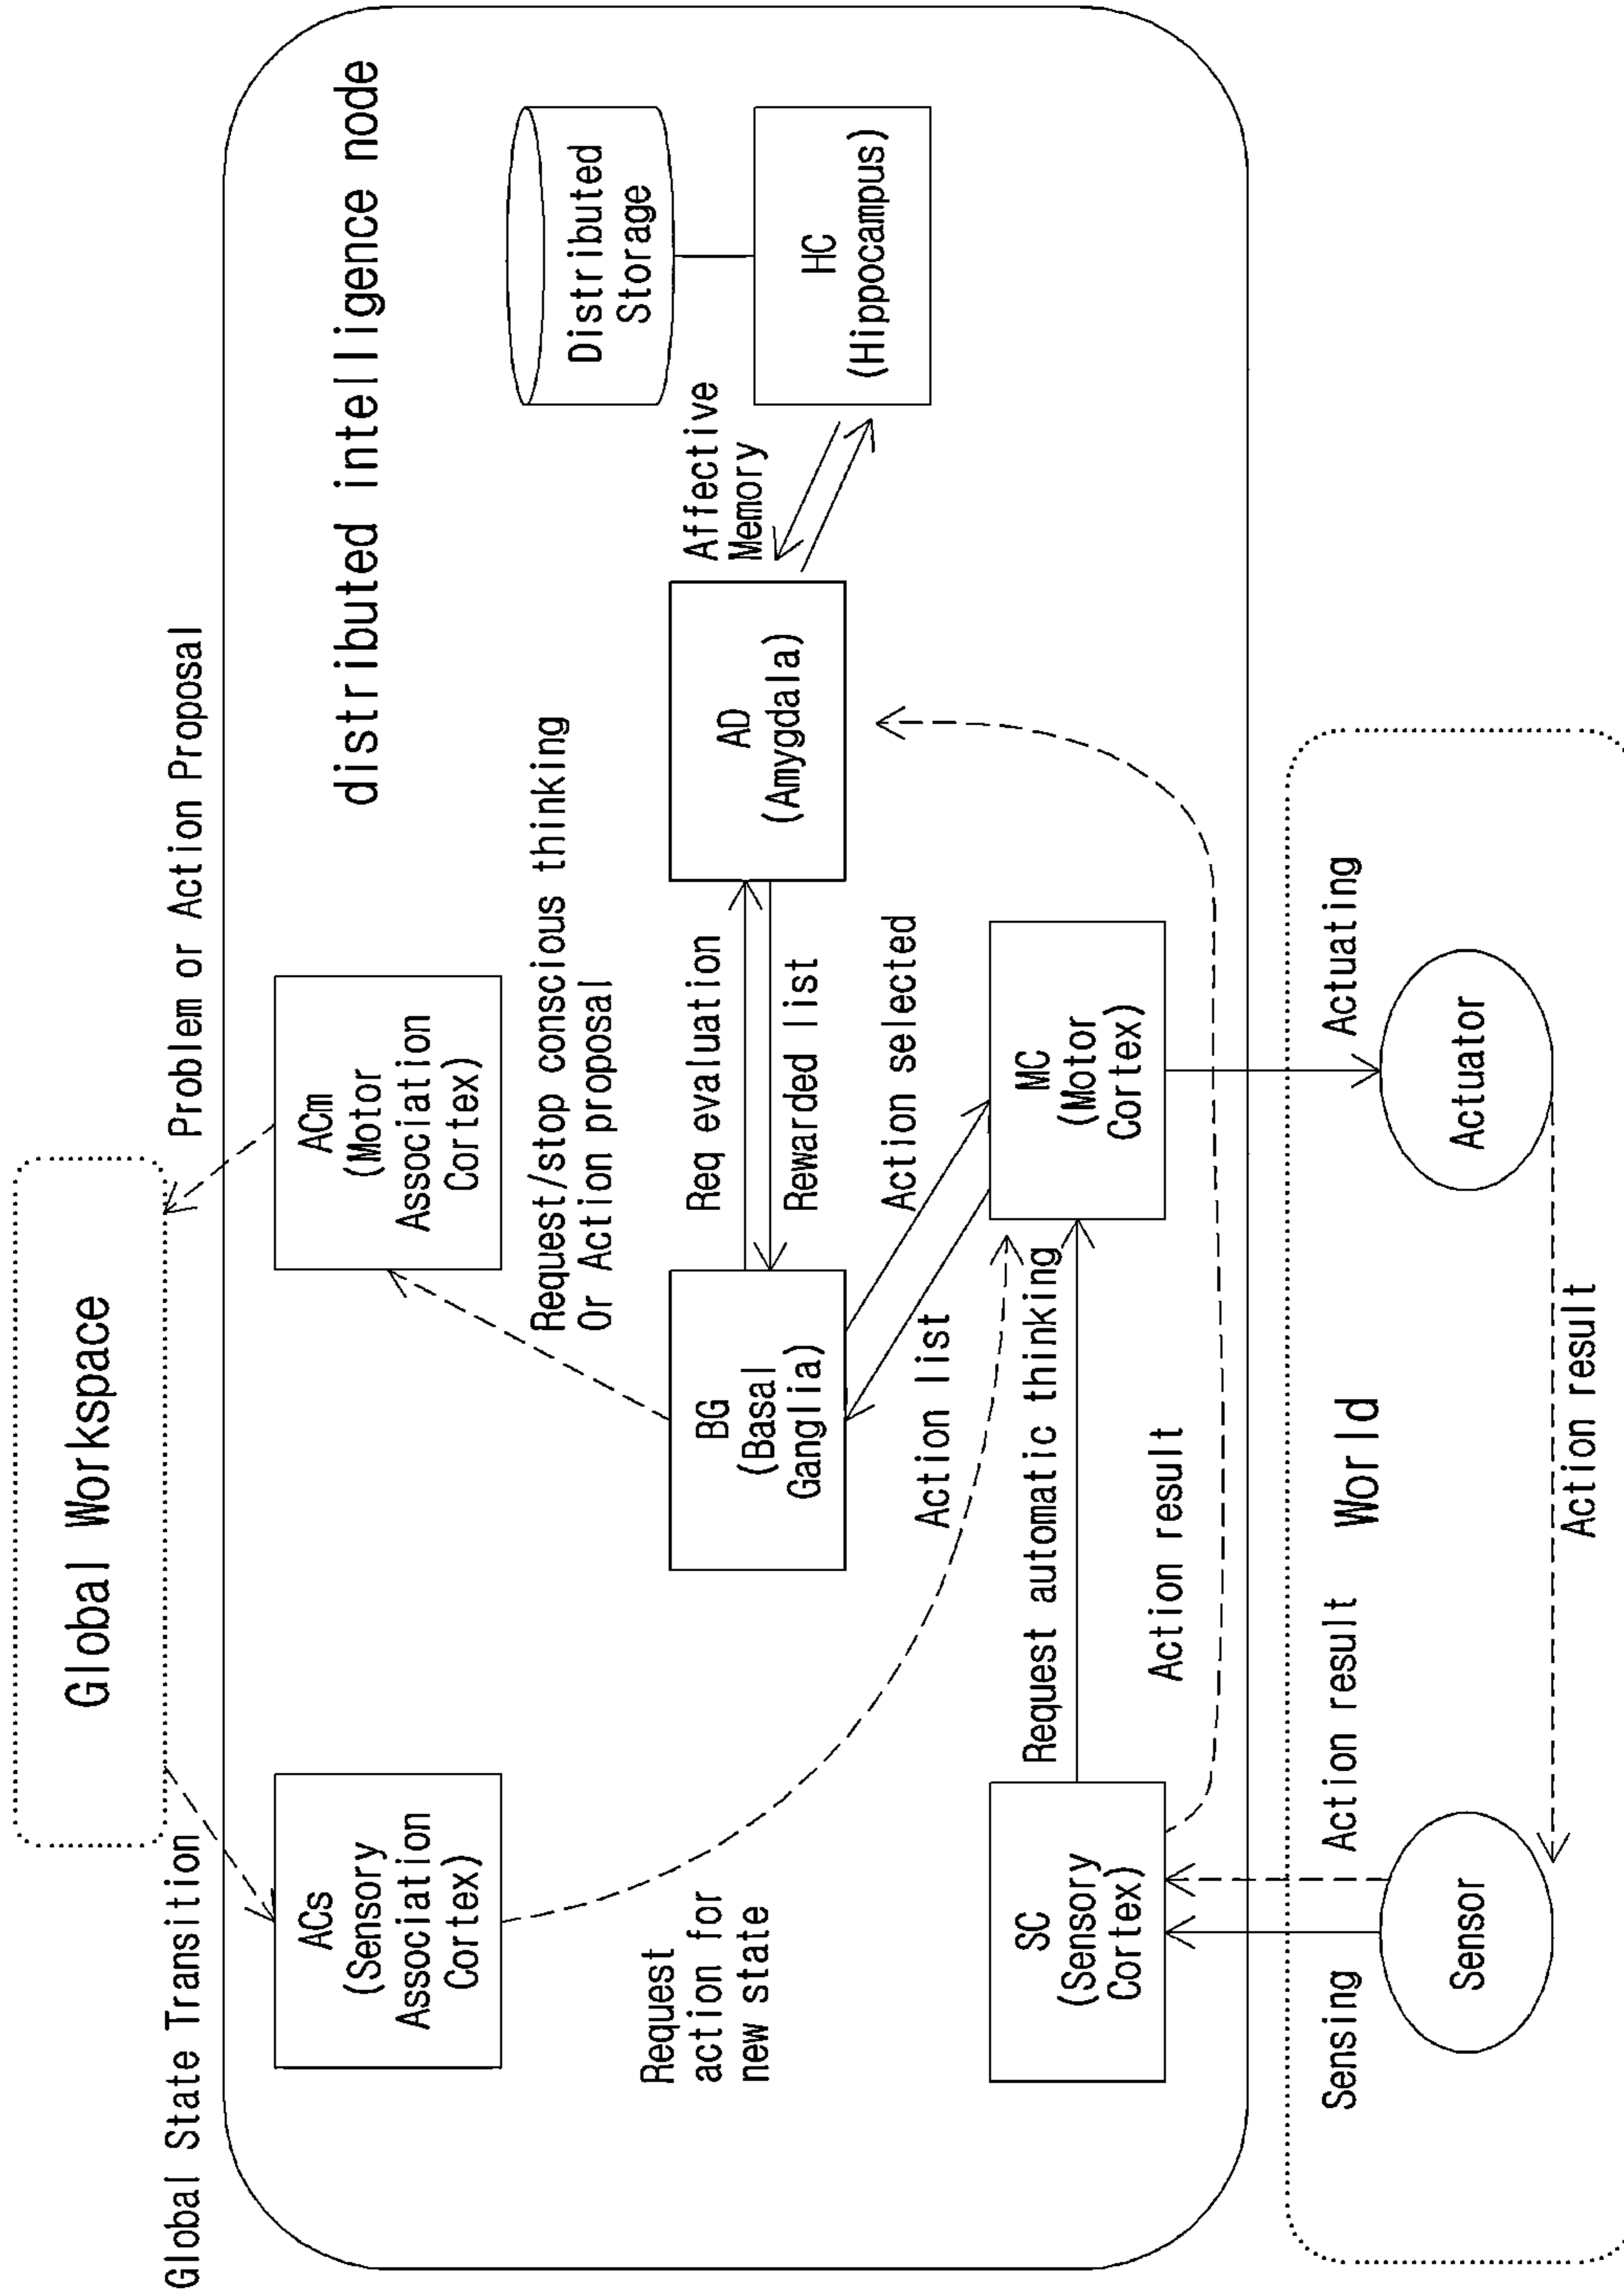 Global Workspace
Global State Transition
Problem or Action Proposal
distributed intelligence node
ACs
(Sensory
Association
Cortex)
ACm
(Motor
Association
Cortex)
Request/stop conscious thinking
Or Action proposal
Distributed
Storage
Request
action for
new state
BG
(Basal
Ganglia)
Req evaluation
Rewarded list
AD
(Amygdala)
Affective
Memory
HC
(Hippocampus)
Action list
Action selected
SC
(Sensory
Cortex)
Request automatic thinking
MC
(Motor
Cortex)
Action result
Sensing
Action result
World
Actuating
Sensor
Actuator
Action result